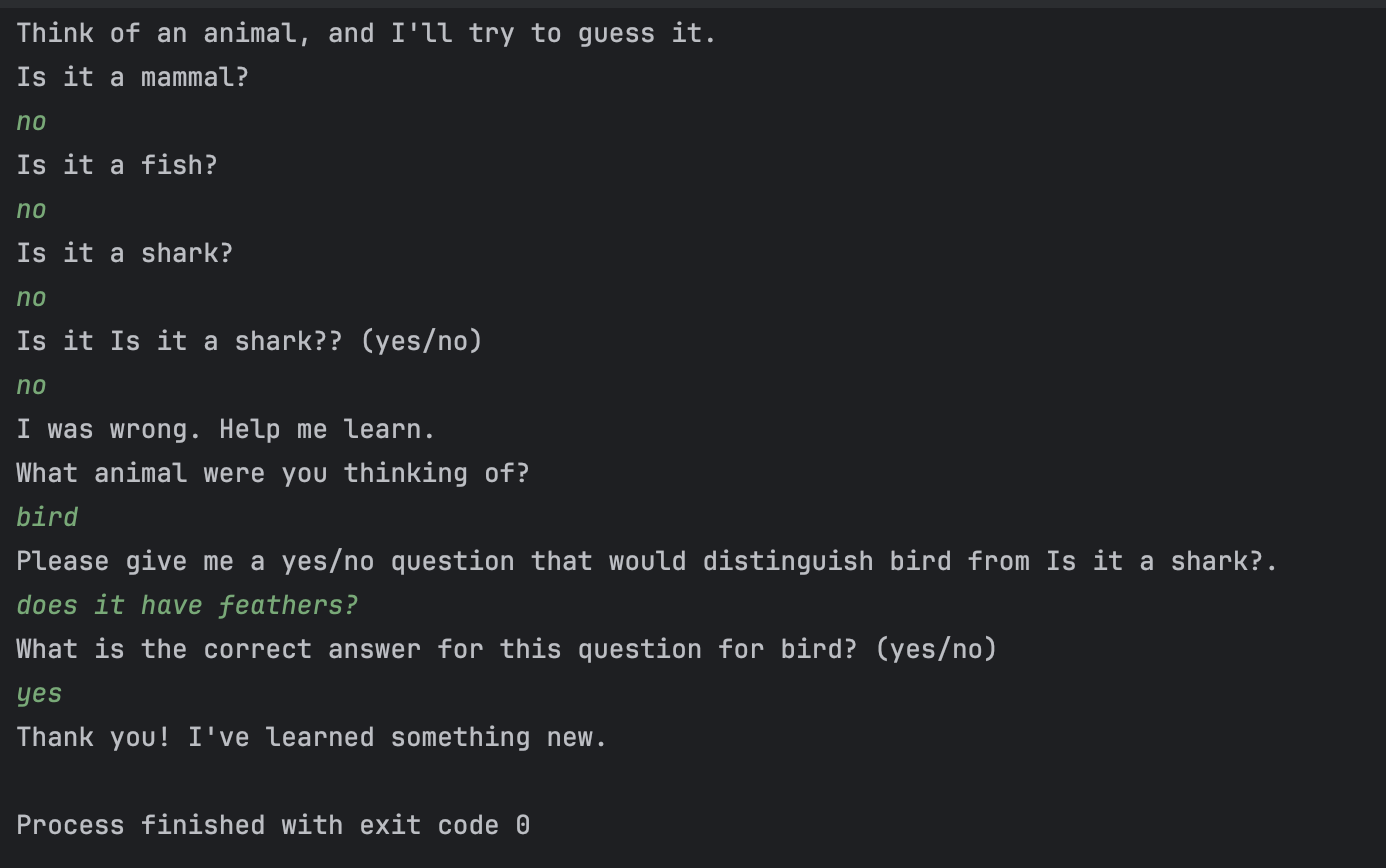 Think of an animal, and I'll try to guess it.
Is it a mammal?
no
Is it a fish?
no
Is it a shark?
no
Is it Is it a shark?? (yes/no)
no
I was wrong. Help me learn.
What animal were you thinking of?
bird
Please give me a yes/no question that would distinguish bird from Is it a shark?.
does it have feathers?
What is the correct answer for this question for bird? (yes/no)
yes
Thank you! I've learned something new.
Process finished with exit code 0